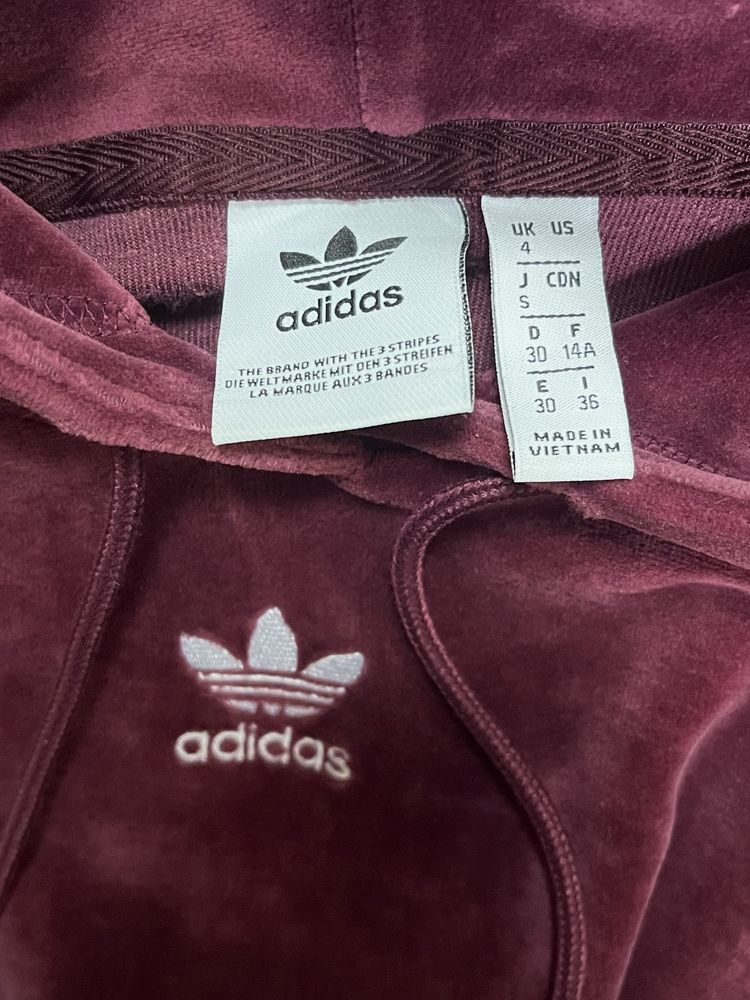 adidas
THE BRAND WITH THE 3 STRIPES
DIE WELTMARKE MIT DEN 3 STREIFEN
LA MARQUE AUX 3 BANDES
UK US
4
J CDN
S
D F
30 14A
E I
30 36
MADE IN
VIETNAM
adidas